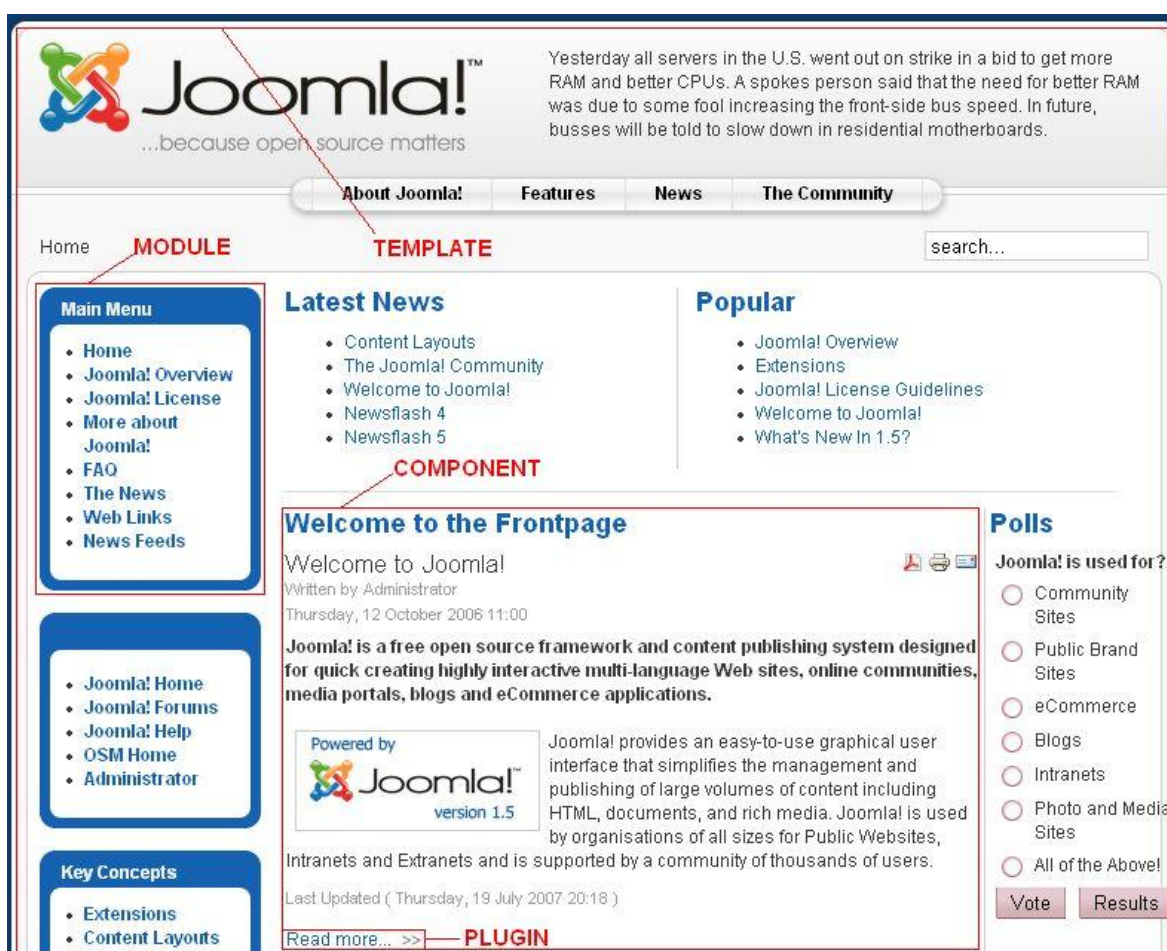 Joomla!™
...because open source matters
Yesterday all servers in the U.S. went out on strike in a bid to get more
RAM and better CPUs. A spokes person said that the need for better RAM
was due to some fool increasing the front-side bus speed. In future,
busses will be told to slow down in residential motherboards.
About Joomla! Features News The Community
Home
MODULE
TEMPLATE
search...
Main Menu
Home
Joomla! Overview
Joomla! License
More about
Joomla!
FAQ
The News
Web Links
News Feeds
Latest News
Content Layouts
The Joomla! Community
Welcome to Joomla!
Newsflash 4
Newsflash 5
Popular
Joomla! Overview
Extensions
Joomla! License Guidelines
Welcome to Joomla!
What's New In 1.5?
COMPONENT
Joomla! Home
Joomla! Forums
Joomla! Help
OSM Home
Administrator
Key Concepts
Extensions
Content Layouts
Welcome to the Frontpage
Welcome to Joomla!
Written by Administrator
Thursday, 12 October 2006 11:00
Joomla! is a free open source framework and content publishing system designed
for quick creating highly interactive multi-language Web sites, online communities,
media portals, blogs and eCommerce applications.
Powered by
Joomla!™
version 1.5
Joomla! provides an easy-to-use graphical user
interface that simplifies the management and
publishing of large volumes of content including
HTML, documents, and rich media. Joomla! is used
by organisations of all sizes for Public Websites,
Intranets and Extranets and is supported by a community of thousands of users.
Last Updated ( Thursday, 19 July 2007 20:18 )
Read more... >>
PLUGIN
Polls
Joomla! is used for?
Community
Sites
Public Brand
Sites
eCommerce
Blogs
Intranets
Photo and Media
Sites
All of the Above!
Vote Results